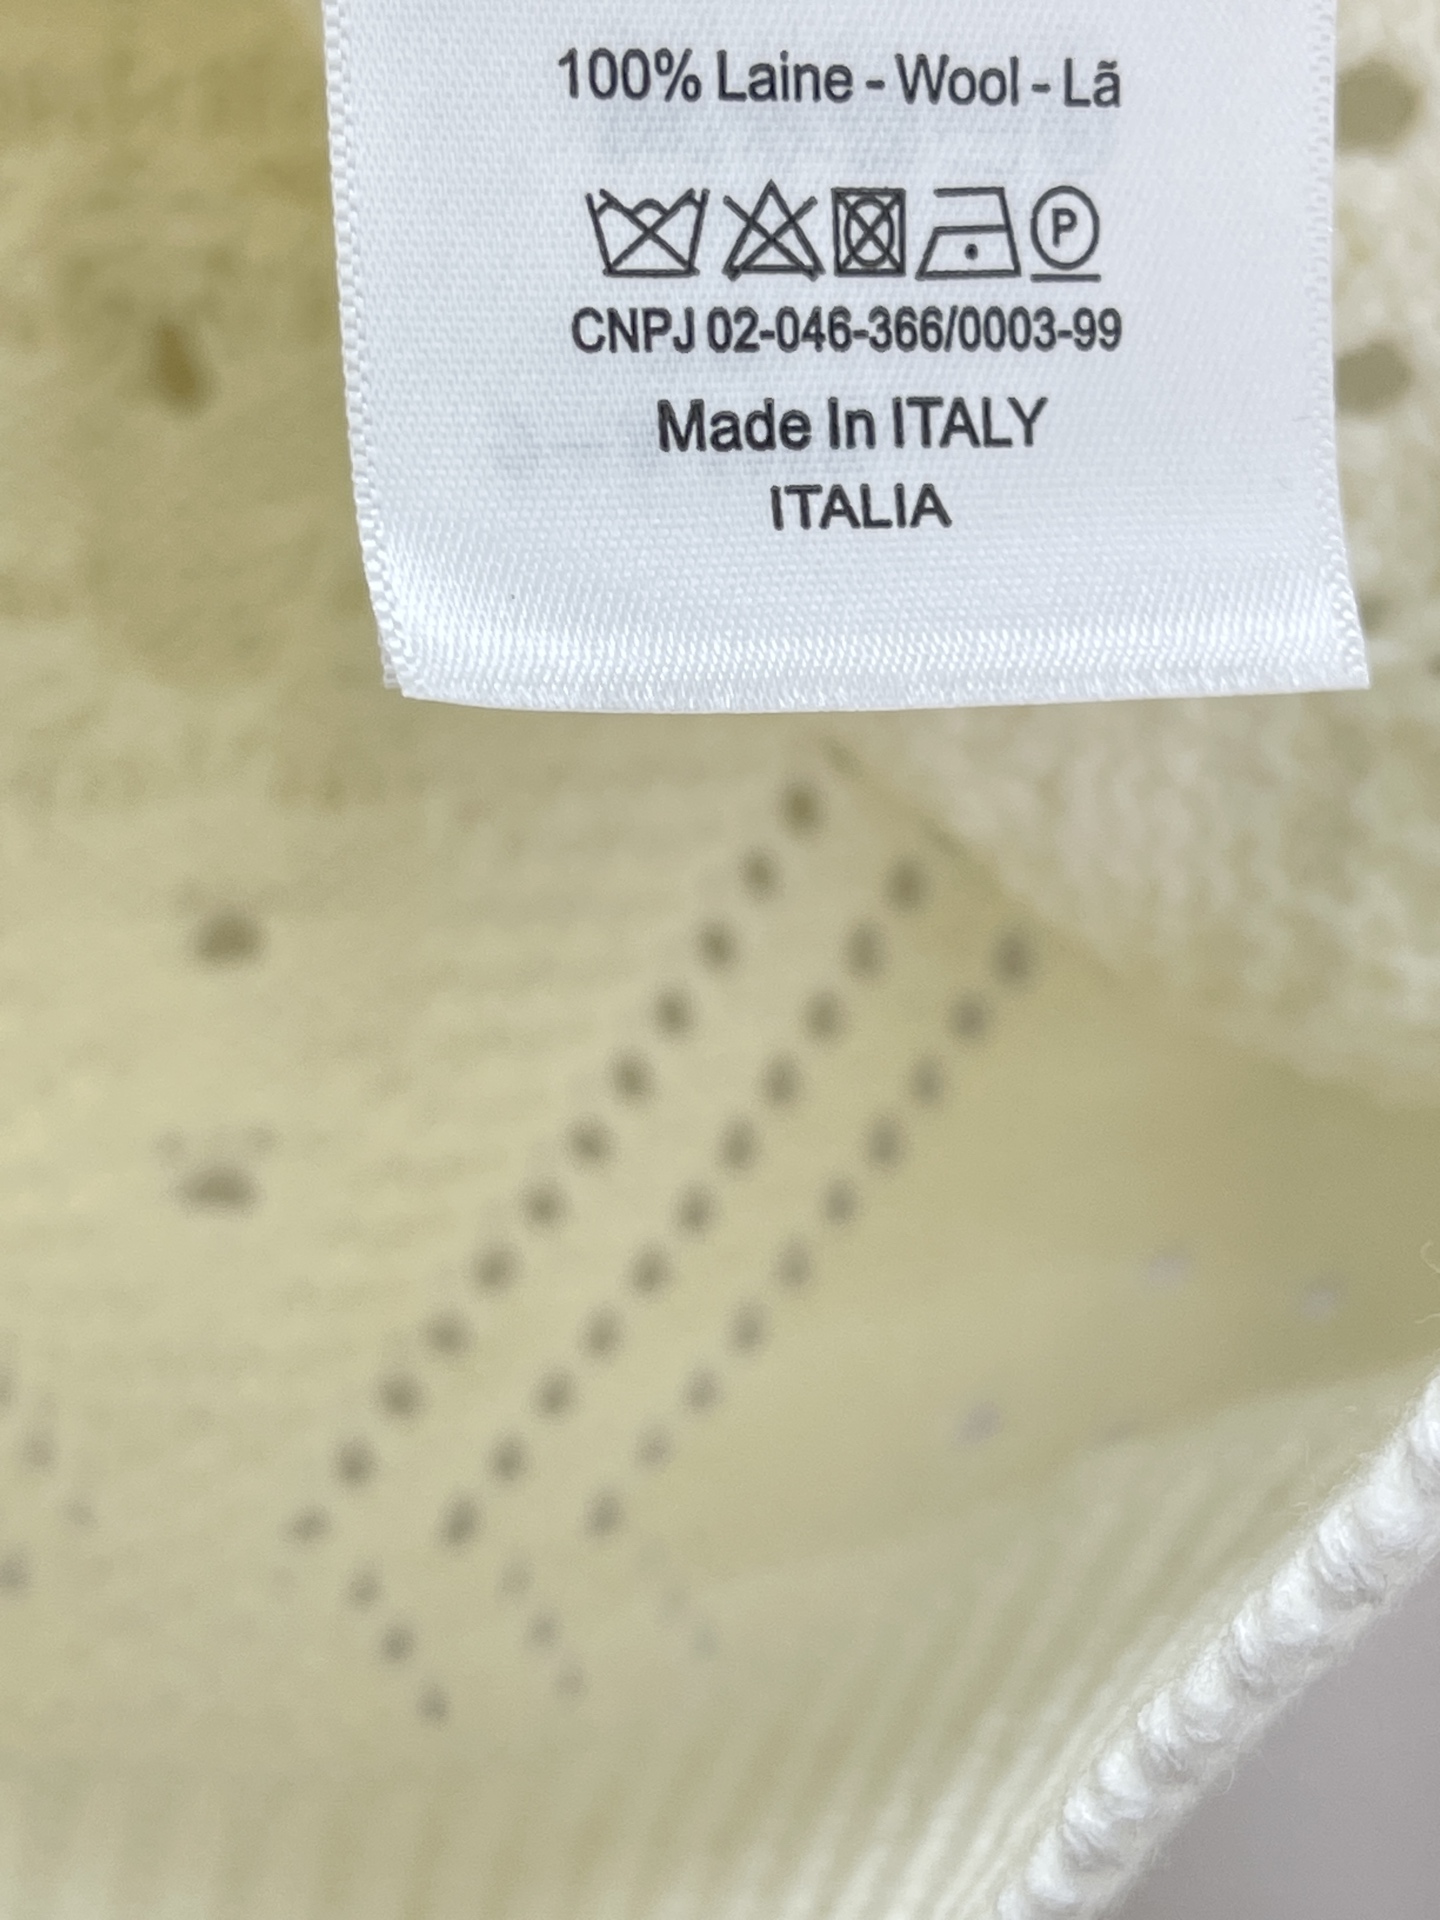 100% Laine - Wool - Lã
P
CNPJ 02-046-366/0003-99
Made In ITALY
ITALIA